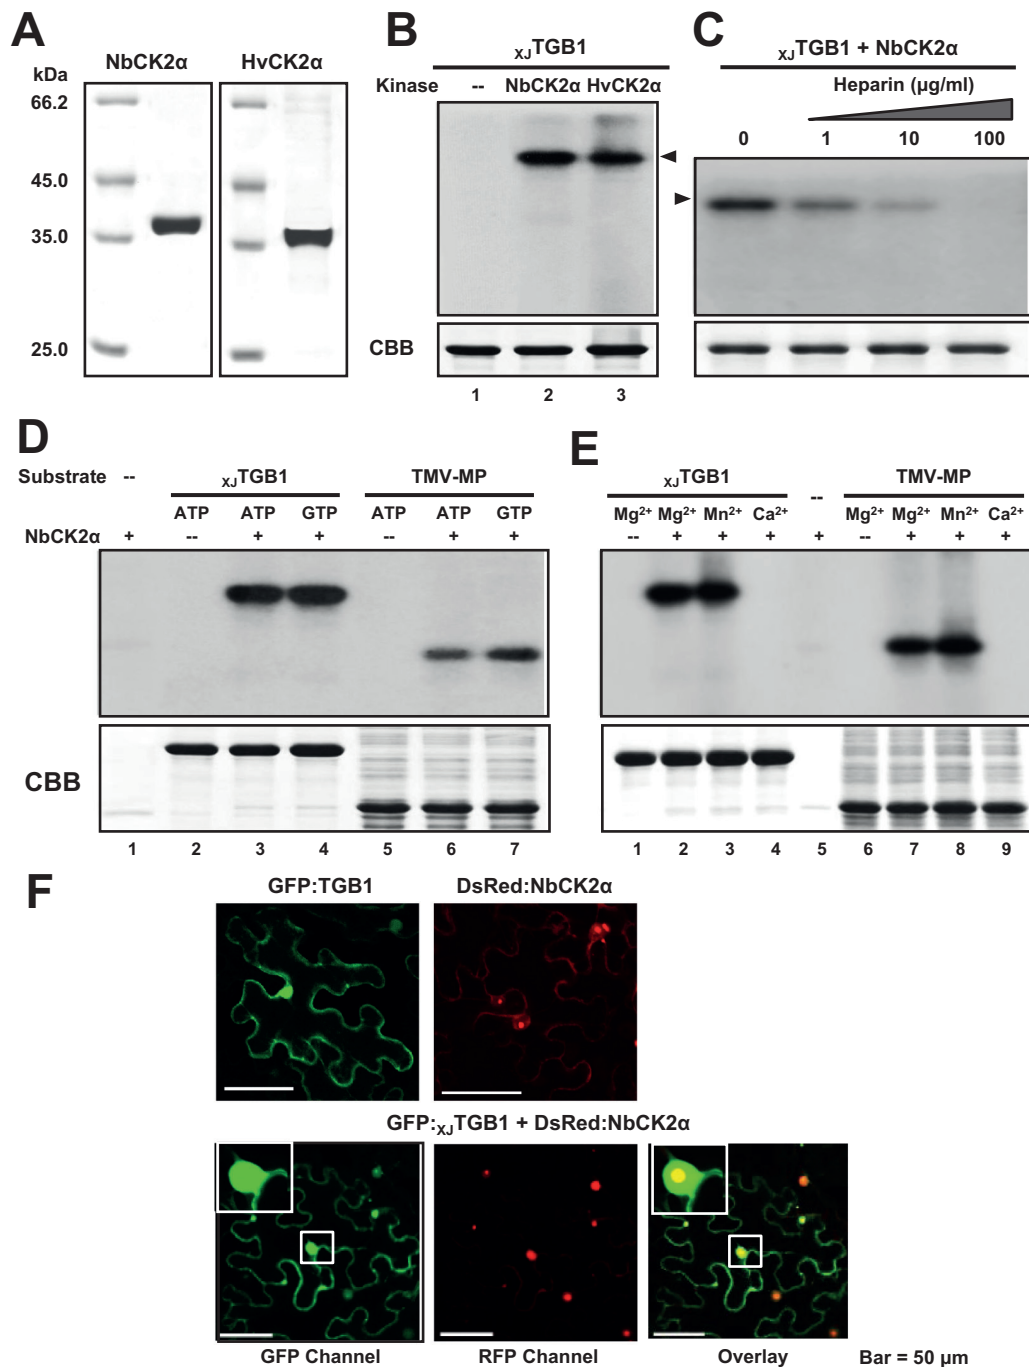 A
NbCK2α HvCK2α
kDa
66.2
45.0
35.0
25.0
B
XJTGB1
Kinase -- NbCK2α HvCK2α
CBB
1 2 3
C
XJTGB1 + NbCK2α
Heparin (µg/ml)
0 1 10 100
D
Substrate -- XJTGB1 TMV-MP
ATP ATP GTP ATP ATP GTP
NbCK2α + -- + + -- + +
CBB
1 2 3 4 5 6 7
E
XJTGB1 -- TMV-MP
Mg2+ Mg2+ Mn2+ Ca2+ Mg2+ Mg2+ Mn2+ Ca2+
-- + + + + -- + + +
1 2 3 4 5 6 7 8 9
F
GFP:TGB1 DsRed:NbCK2α
GFP:XJTGB1 + DsRed:NbCK2α
GFP Channel RFP Channel Overlay Bar = 50 µm